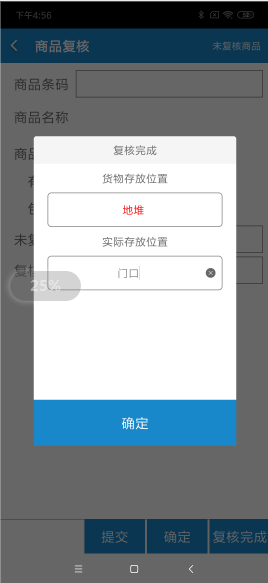 下午4:56
商品复核
未复核商品
商品条码
商品名称
商品
复核完成
货物存放位置
地堆
实际存放位置
门口
未复
复核
25%
确定
提交
确定
复核完成